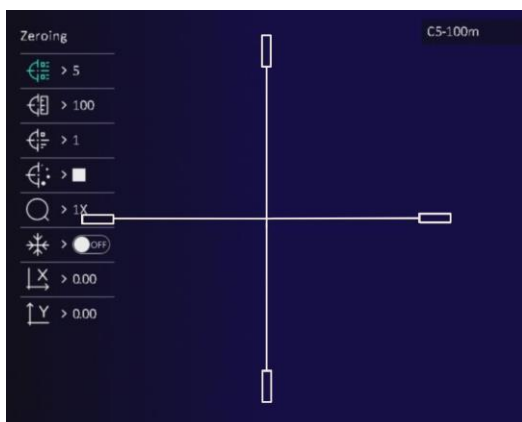 Zeroing
C5-100m
> 5
> 100
> 1
>
> 1X
> OFF
X > 0.00
Y > 0.00